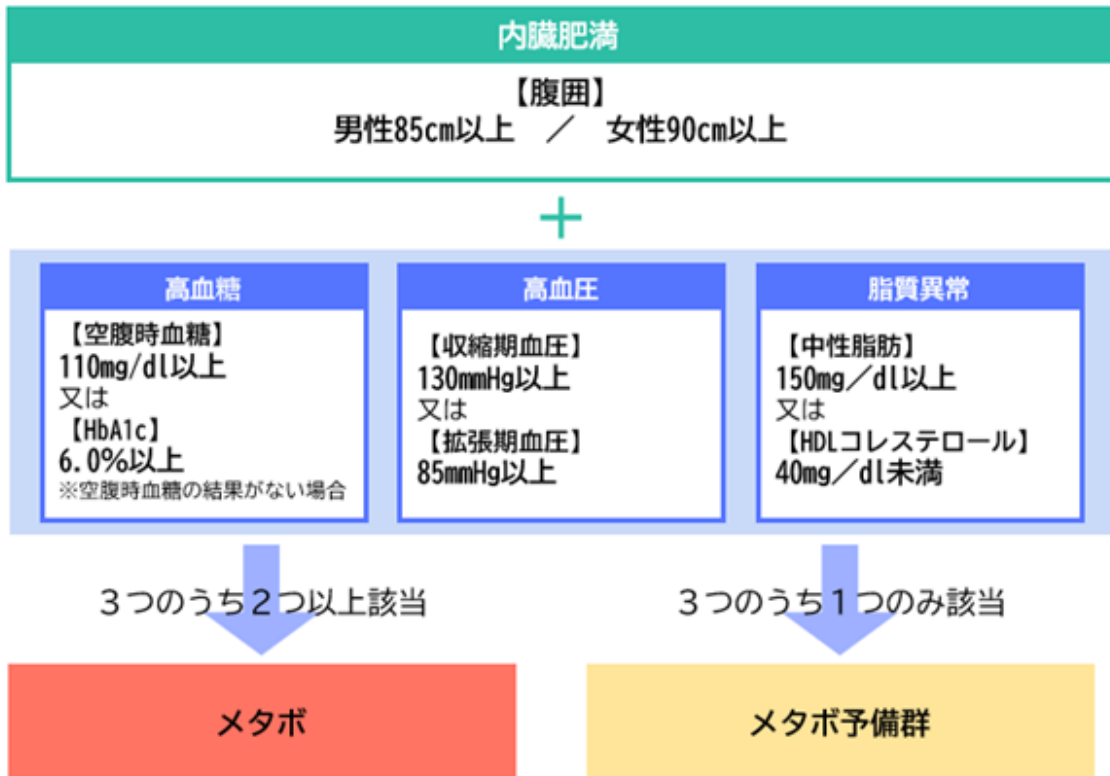 内臓肥満
【腹囲】
男性85cm以上 ／ 女性90cm以上
＋
高血糖
【空腹時血糖】
110mg/dl以上
又は
【HbA1c】
6.0%以上
※空腹時血糖の結果がない場合
高血圧
【収縮期血圧】
130mmHg以上
又は
【拡張期血圧】
85mmHg以上
脂質異常
【中性脂肪】
150mg／dl以上
又は
【HDLコレステロール】
40mg／dl未満
３つのうち２つ以上該当
３つのうち１つのみ該当
メタボ
メタボ予備群